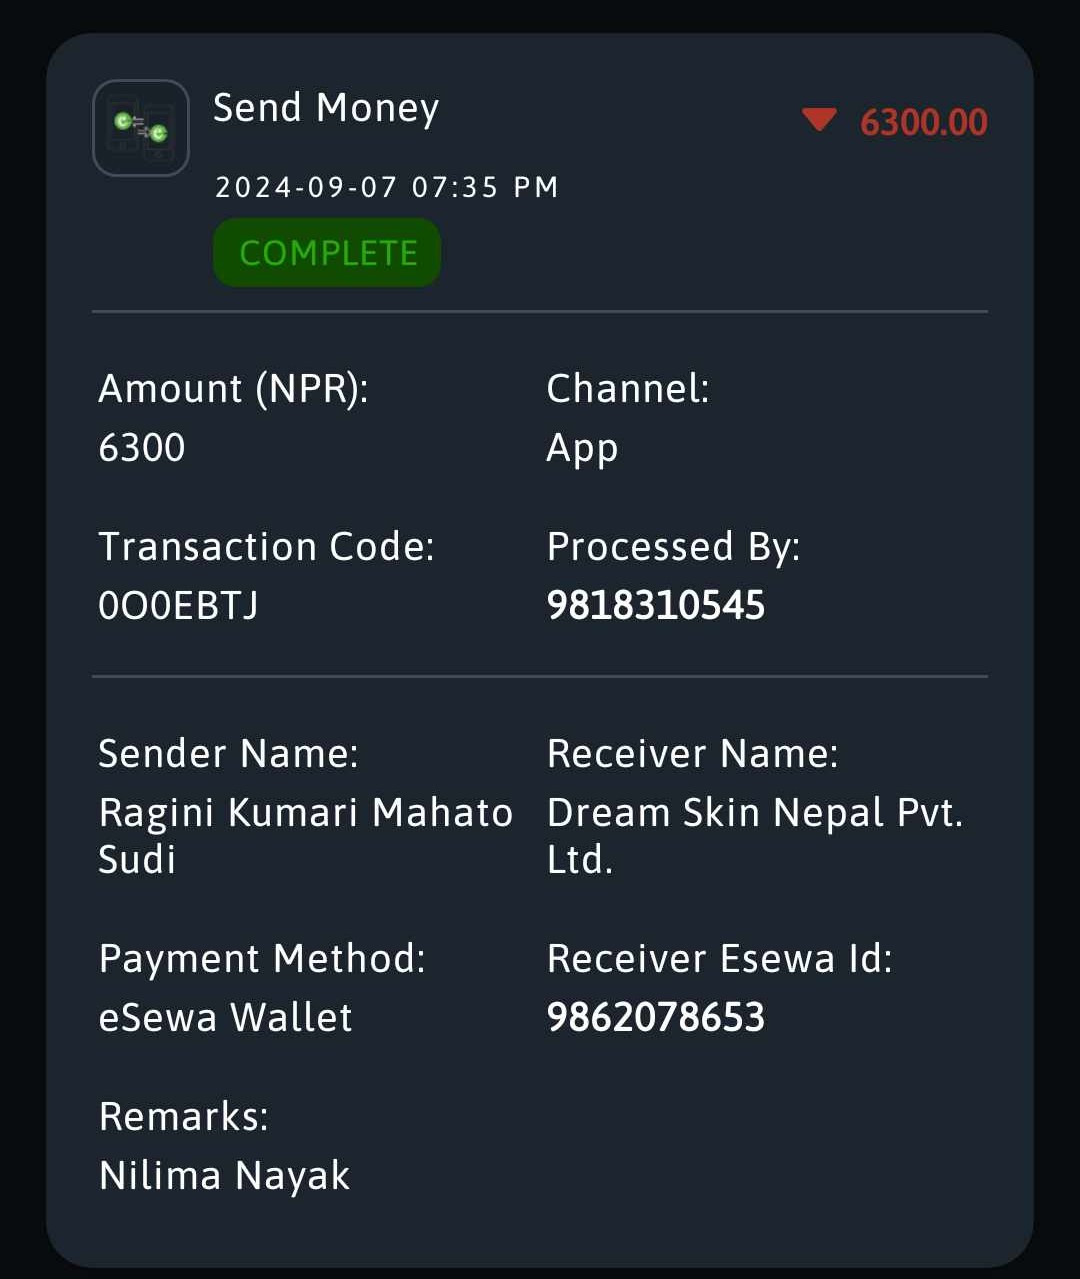 Send Money
6300.00
2024-09-07 07:35 PM
COMPLETE
Amount (NPR):
6300
Channel:
App
Transaction Code:
0O0EBTJ
Processed By:
9818310545
Sender Name:
Ragini Kumari Mahato
Sudi
Receiver Name:
Dream Skin Nepal Pvt.
Ltd.
Payment Method:
eSewa Wallet
Receiver Esewa Id:
9862078653
Remarks:
Nilima Nayak